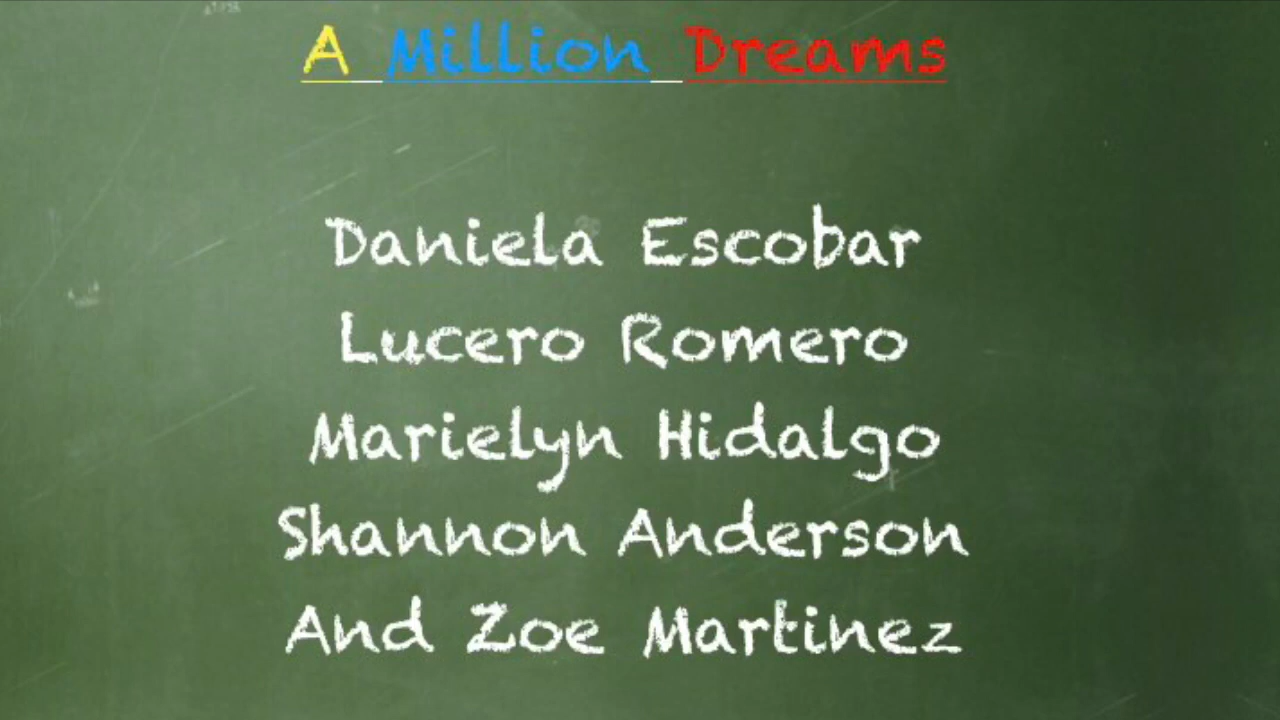 A Million Dreams
Daniela Escobar
Lucero Romero
Marielyn Hidalgo
Shannon Anderson
And Zoe Martinez